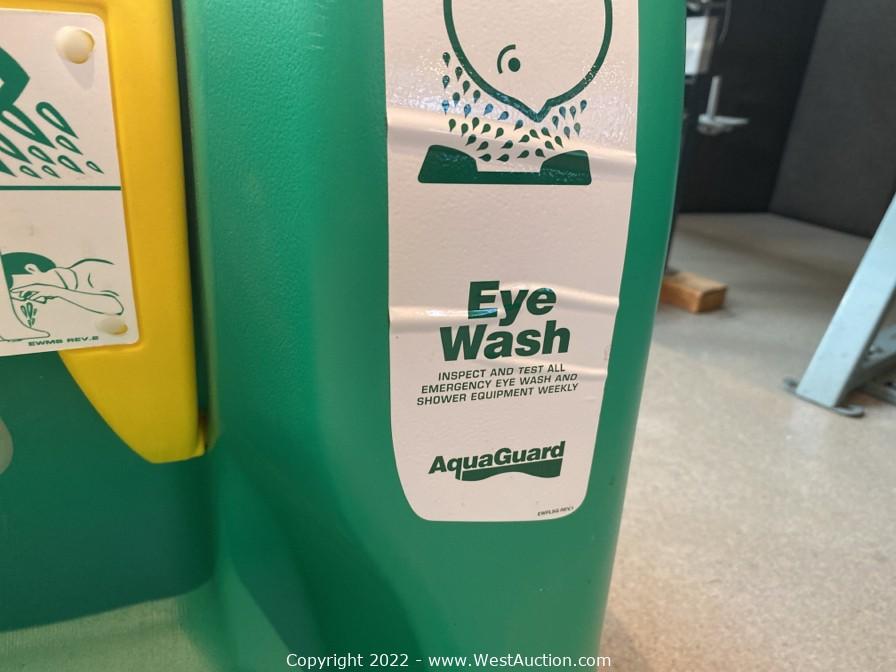 EWMB REV.E
Eye
Wash
INSPECT AND TEST ALL
EMERGENCY EYE WASH AND
SHOWER EQUIPMENT WEEKLY
AquaGuard
Copyright 2022 - www.WestAuction.com